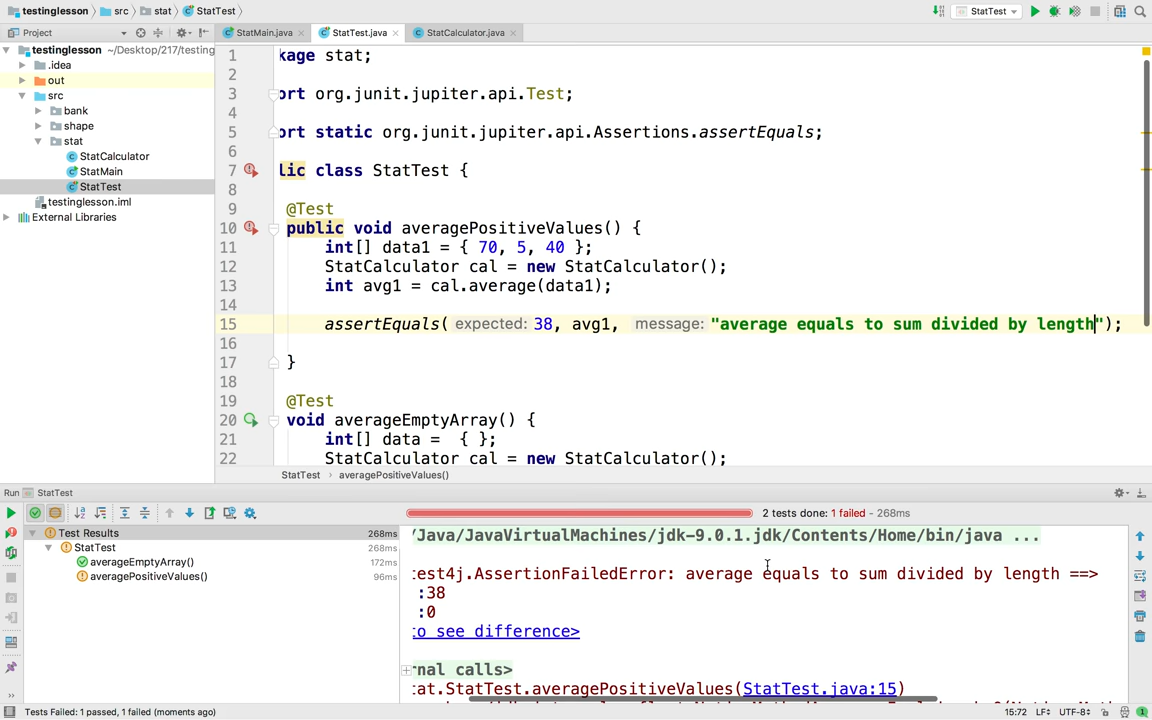 testinglesson src stat StatTest StatTest
Project StatMain.java StatTest.java StatCalculator.java
testinglesson ~/Desktop/217/testing
.idea
out
src
bank
shape
stat
StatCalculator
StatMain
StatTest
testinglesson.iml
External Libraries
1 kage stat;
2
3 ort org.junit.jupiter.api.Test;
4
5 ort static org.junit.jupiter.api.Assertions.assertEquals;
6
7 lic class StatTest {
8
9 @Test
10 public void averagePositiveValues() {
11 int[] data1 = { 70, 5, 40 };
12 StatCalculator cal = new StatCalculator();
13 int avg1 = cal.average(data1);
14
15 assertEquals( expected: 38, avg1, message: "average equals to sum divided by length");
16
17 }
18
19 @Test
20 void averageEmptyArray() {
21 int[] data = { };
22 StatCalculator cal = new StatCalculator();
StatTest › averagePositiveValues()
Run StatTest
2 tests done: 1 failed - 268ms
Test Results 268ms
StatTest 268ms
averageEmptyArray() 172ms
averagePositiveValues() 96ms
/Java/JavaVirtualMachines/jdk-9.0.1.jdk/Contents/Home/bin/java ...
test4j.AssertionFailedError: average equals to sum divided by length ==>
:38
:0
to see difference>
rnal calls>
tat.StatTest.averagePositiveValues(StatTest.java:15)
Tests Failed: 1 passed, 1 failed (moments ago) 15:72 LF÷ UTF-8÷